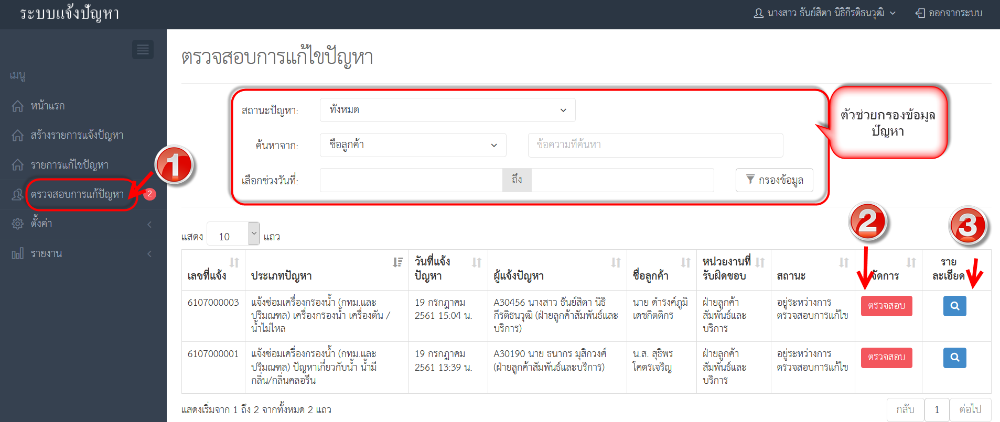 ระบบแจ้งปัญหา
นางสาว ธันย์สิตา นิธิกีรติธนวุฒิ
ออกจากระบบ
เมนู
หน้าแรก
สร้างรายการแจ้งปัญหา
รายการแก้ไขปัญหา
ตรวจสอบการแก้ปัญหา
2
ตั้งค่า
รายงาน
1
ตรวจสอบการแก้ไขปัญหา
สถานะปัญหา:
ทั้งหมด
ค้นหาจาก:
ชื่อลูกค้า
ข้อความที่ค้นหา
เลือกช่วงวันที่:
ถึง
กรองข้อมูล
ตัวช่วยกรองข้อมูล
ปัญหา
2
3
แสดง 10 แถว
เลขที่แจ้ง
ประเภทปัญหา
วันที่แจ้ง
ปัญหา
ผู้แจ้งปัญหา
ชื่อลูกค้า
หน่วยงานที่
รับผิดชอบ
สถานะ
จัดการ
ราย
ละเอียด
6107000003
แจ้งซ่อมเครื่องกรองน้ำ (กทม.และ
ปริมณฑล) เครื่องกรองน้ำ เครื่องตัน /
น้ำไม่ไหล
19 กรกฎาคม
2561 15:04 น.
A30456 นางสาว ธันย์สิตา นิธิ
กีรติธนวุฒิ (ฝ่ายลูกค้าสัมพันธ์และ
บริการ)
นาย ดำรงค์ภูมิ
เดชกิตติกร
ฝ่ายลูกค้า
สัมพันธ์และ
บริการ
อยู่ระหว่างการ
ตรวจสอบการแก้ไข
ตรวจสอบ
6107000001
แจ้งซ่อมเครื่องกรองน้ำ (กทม.และ
ปริมณฑล) ปัญหาเกี่ยวกับน้ำ น้ำมี
กลิ่น/กลิ่นคลอรีน
19 กรกฎาคม
2561 13:39 น.
A30190 นาย ธนากร มุสิกวงศ์
(ฝ่ายลูกค้าสัมพันธ์และบริการ)
น.ส. สุธิพร
โคตรเจริญ
ฝ่ายลูกค้า
สัมพันธ์และ
บริการ
อยู่ระหว่างการ
ตรวจสอบการแก้ไข
ตรวจสอบ
แสดงเริ่มจาก 1 ถึง 2 จากทั้งหมด 2 แถว
กลับ
1
ต่อไป